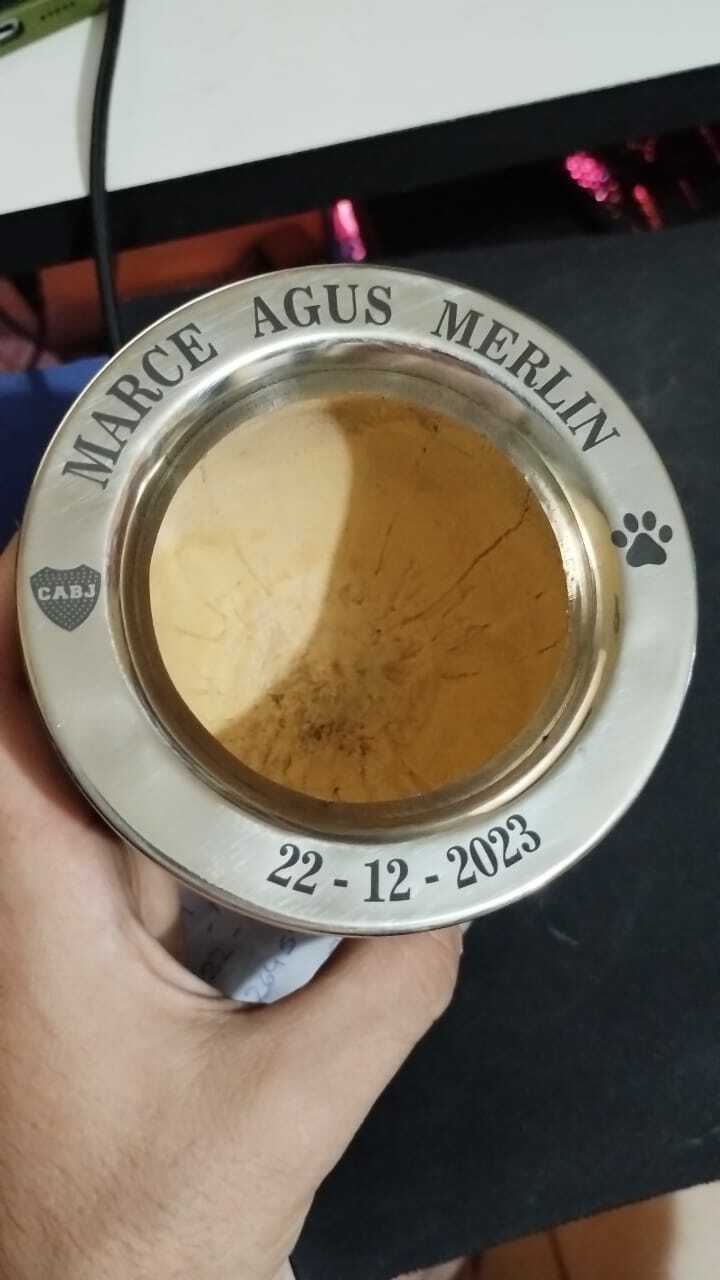 MARCE AGUS MERLIN
CABJ
22 - 12 - 2023